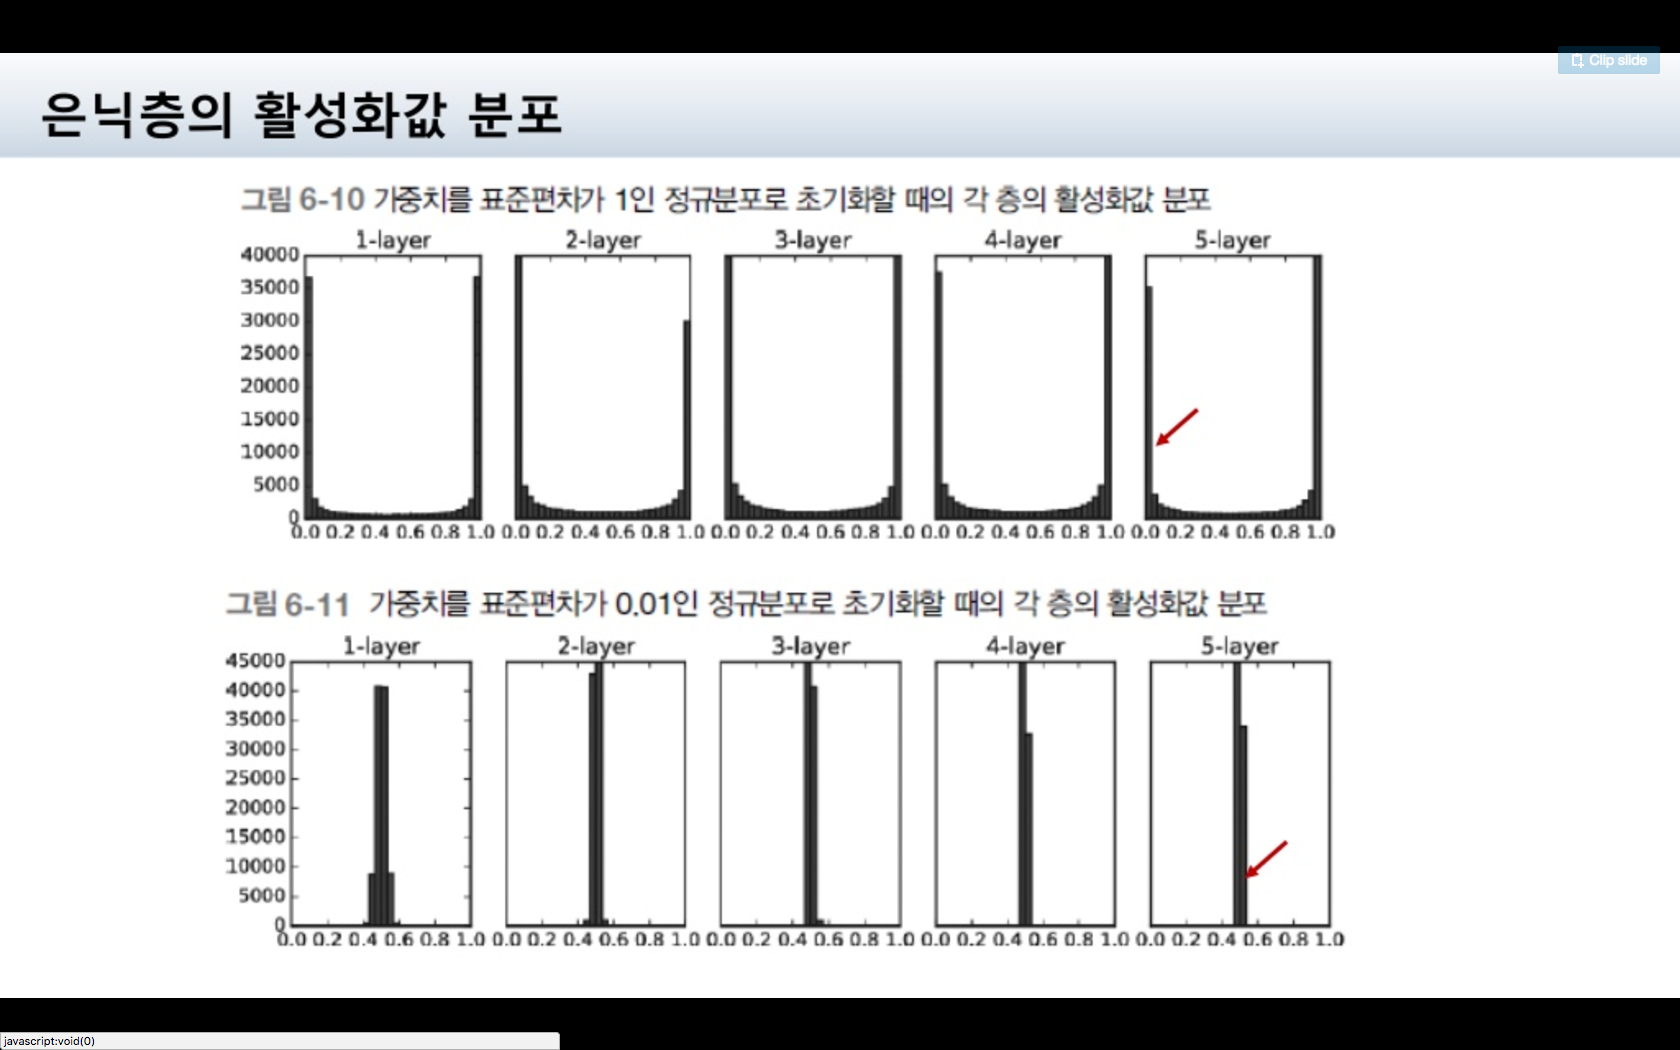 Clip slide
은닉층의 활성화값 분포
그림 6-10 가중치를 표준편차가 1인 정규분포로 초기화할 때의 각 층의 활성화값 분포
1-layer 2-layer 3-layer 4-layer 5-layer
40000
35000
30000
25000
20000
15000
10000
5000
0
0.0 0.2 0.4 0.6 0.8 1.0 0.0 0.2 0.4 0.6 0.8 1.0 0.0 0.2 0.4 0.6 0.8 1.0 0.0 0.2 0.4 0.6 0.8 1.0 0.0 0.2 0.4 0.6 0.8 1.0
그림 6-11 가중치를 표준편차가 0.01인 정규분포로 초기화할 때의 각 층의 활성화값 분포
1-layer 2-layer 3-layer 4-layer 5-layer
45000
40000
35000
30000
25000
20000
15000
10000
5000
0
0.0 0.2 0.4 0.6 0.8 1.0 0.0 0.2 0.4 0.6 0.8 1.0 0.0 0.2 0.4 0.6 0.8 1.0 0.0 0.2 0.4 0.6 0.8 1.0 0.0 0.2 0.4 0.6 0.8 1.0
javascript:void(0)